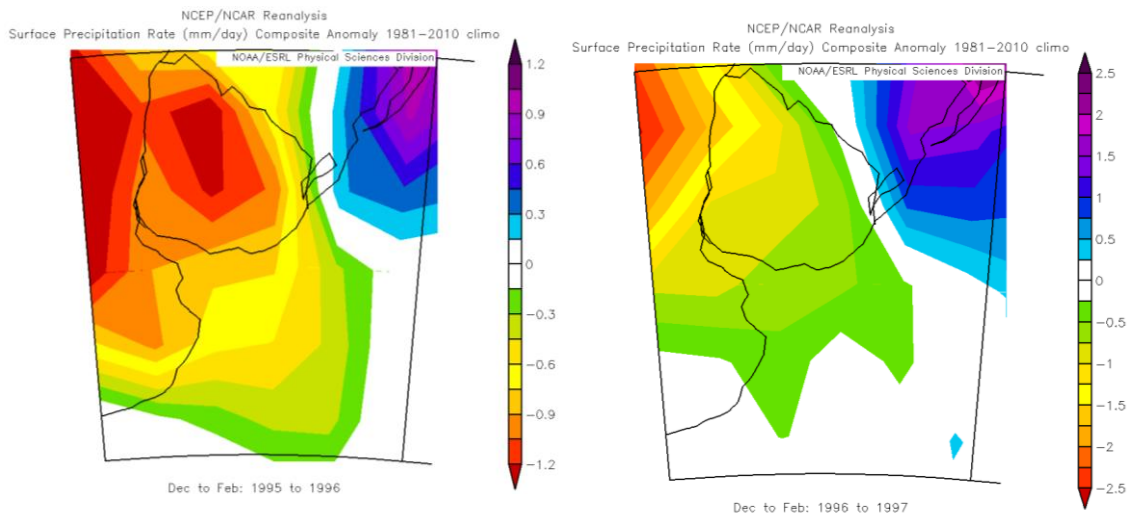 NCEP/NCAR Reanalysis
Surface Precipitation Rate (mm/day) Composite Anomaly 1981-2010 climo
NOAA/ESRL Physical Sciences Division
1.2
0.9
0.6
0.3
0
-0.3
-0.6
-0.9
-1.2
Dec to Feb: 1995 to 1996
NCEP/NCAR Reanalysis
Surface Precipitation Rate (mm/day) Composite Anomaly 1981-2010 climo
NOAA/ESRL Physical Sciences Division
2.5
2
1.5
1
0.5
0
-0.5
-1
-1.5
-2
-2.5
Dec to Feb: 1996 to 1997